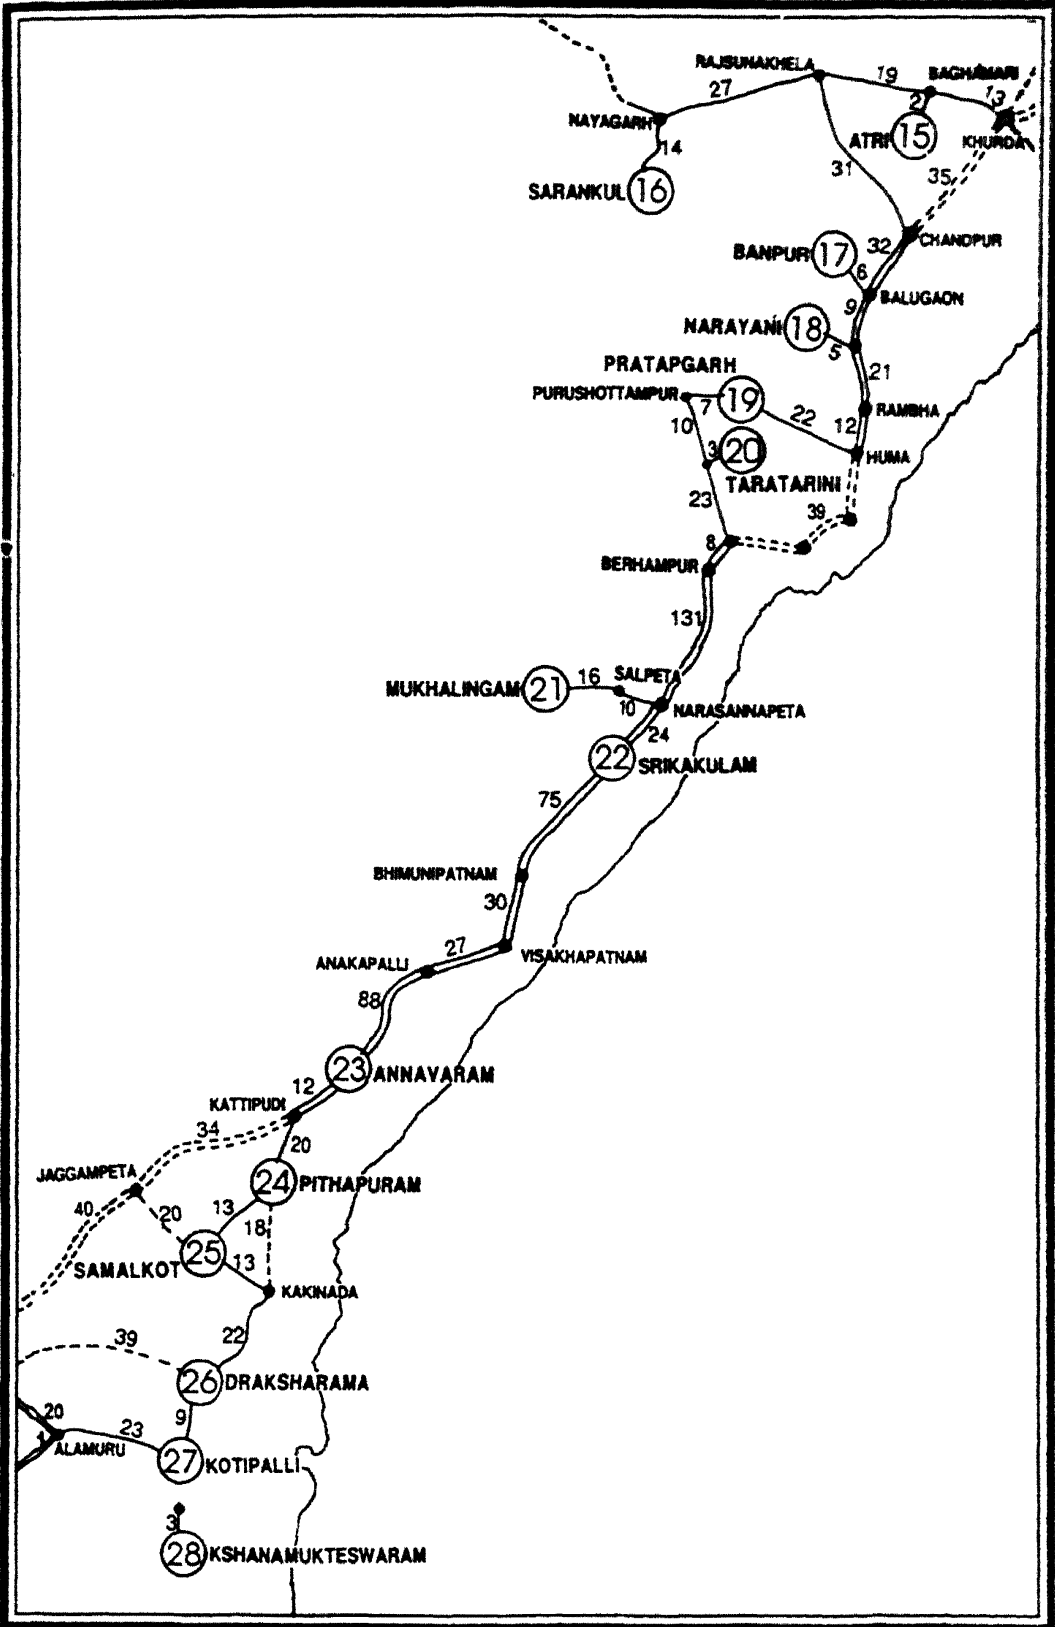 RAJSUNAKHELA
19
BAGHAMARI
27
2
13
NAYAGARH
ATRI 15
KHURDA
14
31
35
SARANKUL 16
32
CHANDPUR
BANPUR 17
6
BALUGAON
9
NARAYANI 18
5
21
PRATAPGARH
PURUSHOTTAMPUR
19
7
22
RAMBHA
10
12
3
20
HUMA
TARATARINI
23
39
8
BERHAMPUR
131
SALPETA
MUKHALINGAM 21
16
10
NARASANNAPETA
24
22 SRIKAKULAM
75
BHIMUNIPATNAM
30
27
VISAKHAPATNAM
ANAKAPALLI
88
23 ANNAVARAM
12
KATTIPUDI
34
20
JAGGAMPETA
24 PITHAPURAM
40
20
13
18
25
13
SAMALKOT
KAKINADA
22
39
26 DRAKSHARAMA
20
9
23
1
ALAMURU
27 KOTIPALLI
3
28 KSHANAMUKTESWARAM